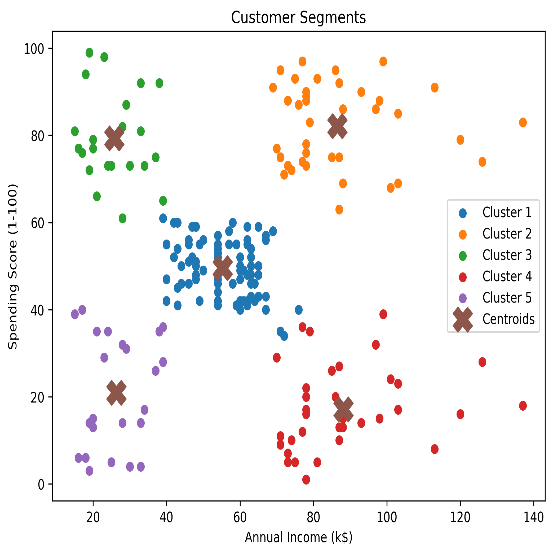 Customer Segments
100
80
60
40
20
0
Spending Score (1-100)
Cluster 1
Cluster 2
Cluster 3
Cluster 4
Cluster 5
Centroids
20 40 60 80 100 120 140
Annual Income (k$)